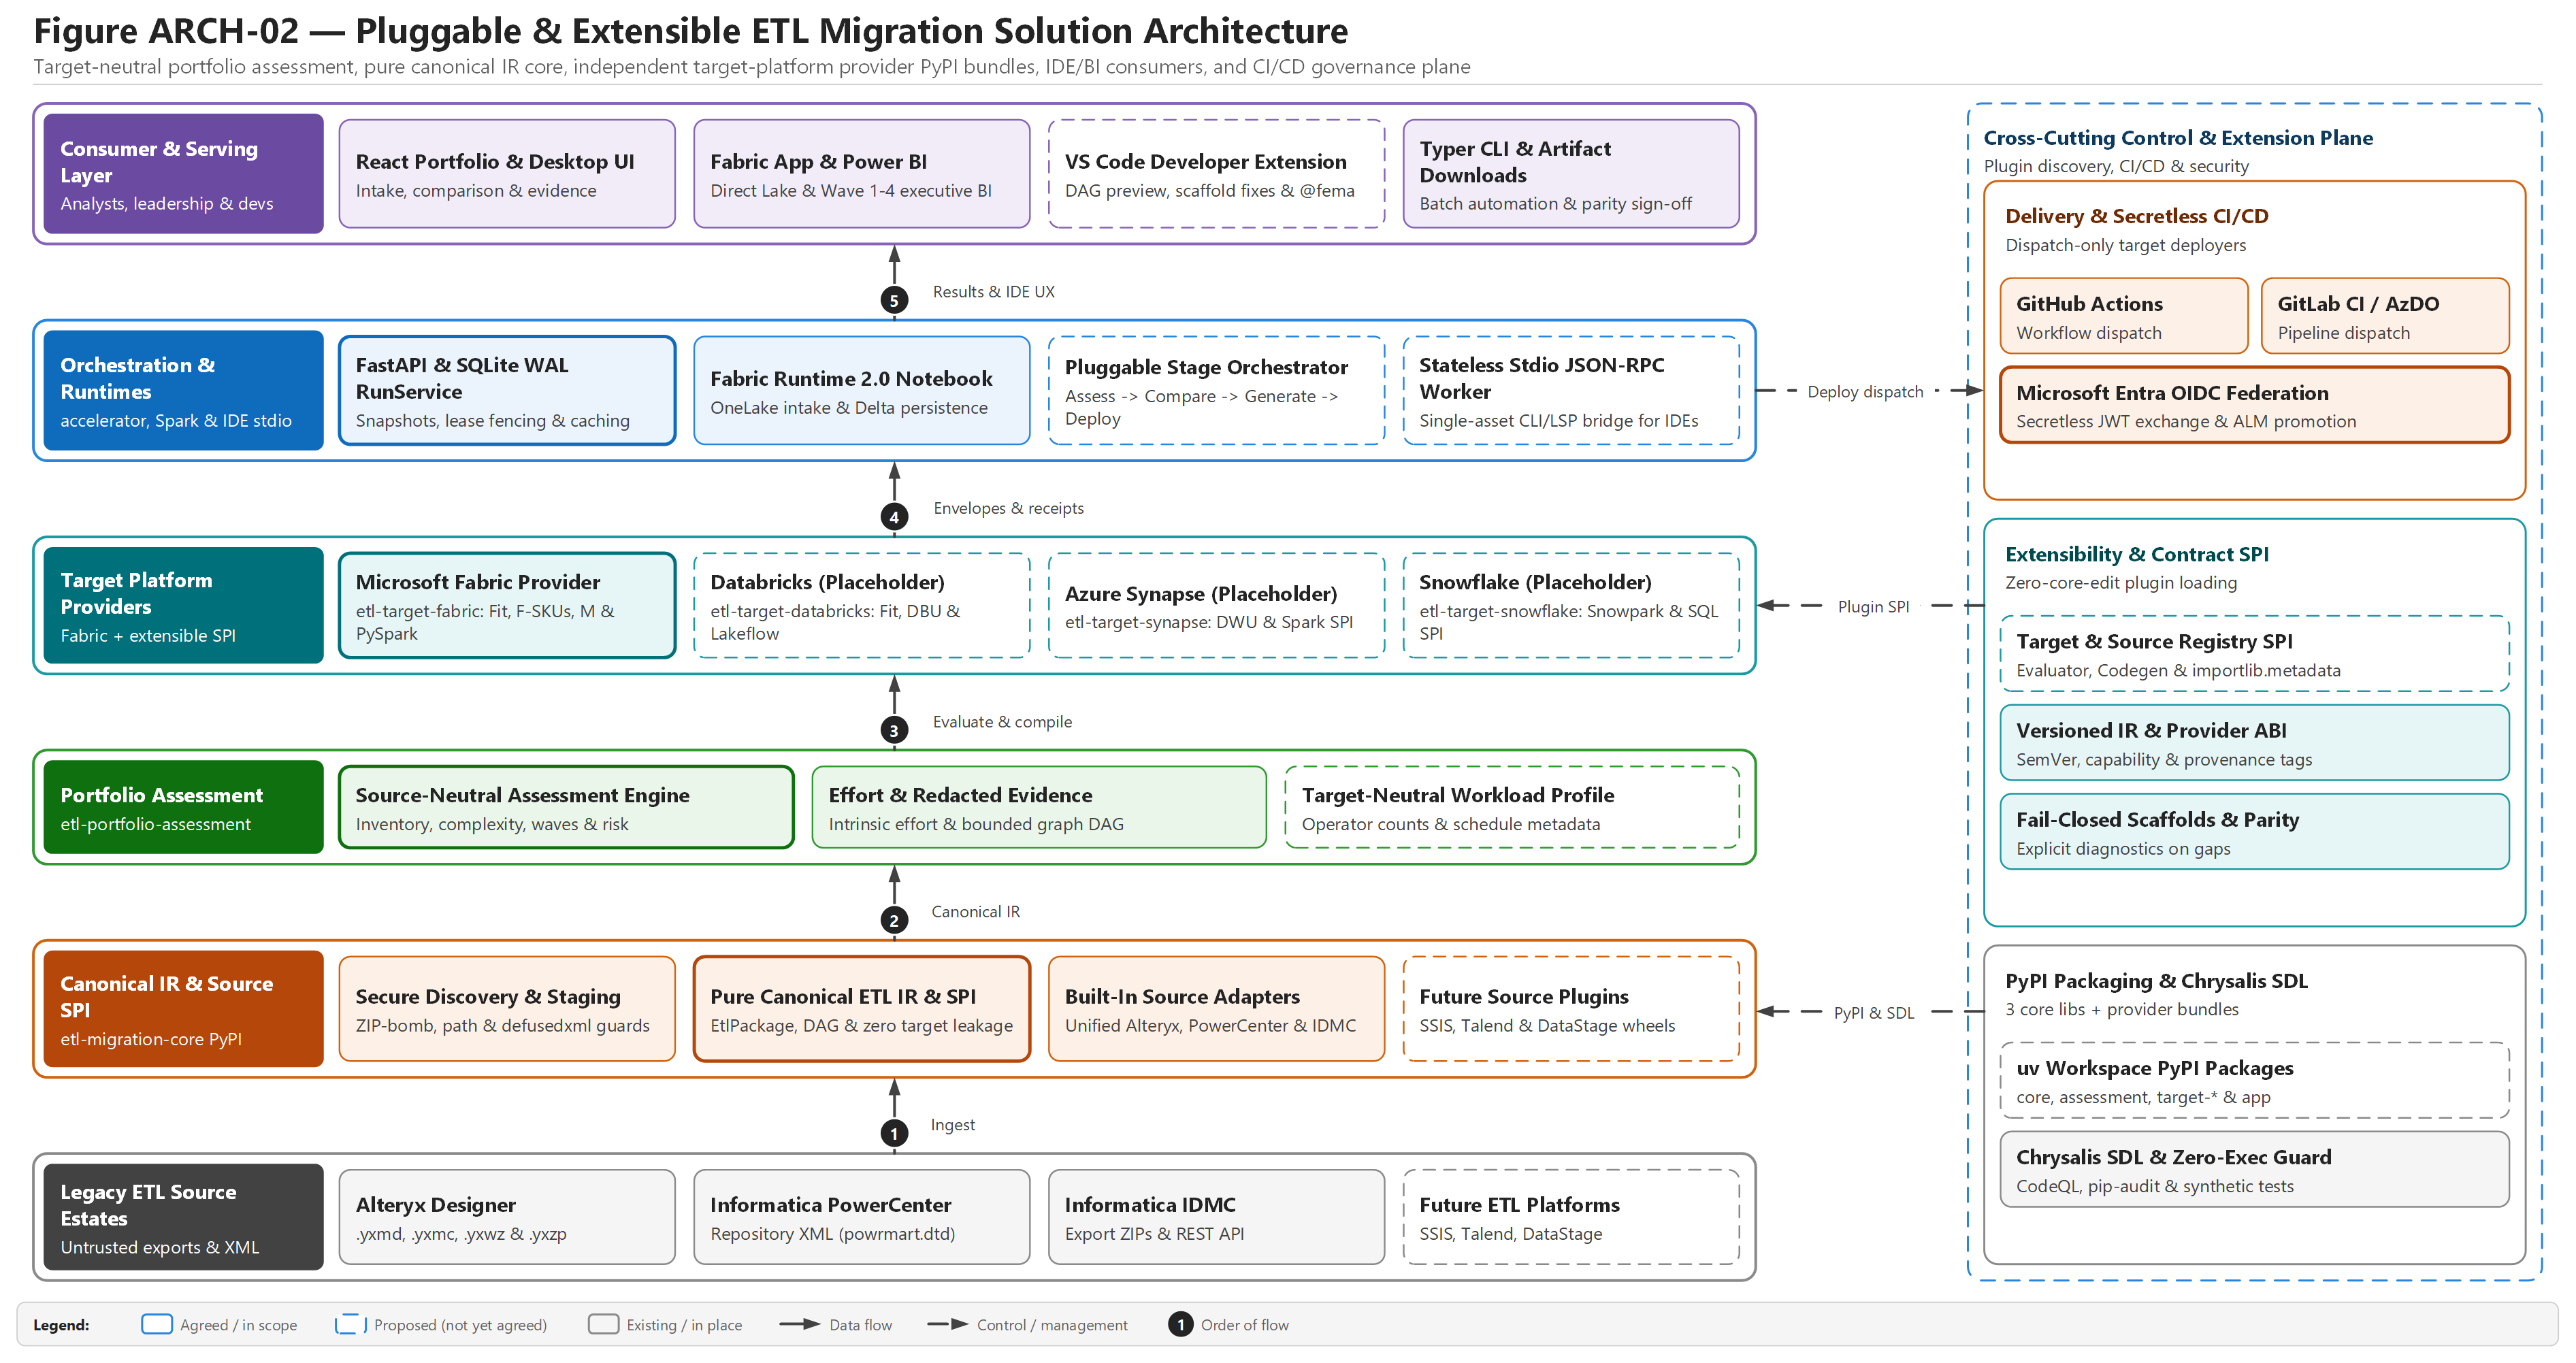 Figure ARCH-02 — Pluggable & Extensible ETL Migration Solution Architecture
Target-neutral portfolio assessment, pure canonical IR core, independent target-platform provider PyPI bundles, IDE/BI consumers, and CI/CD governance plane
Consumer & Serving
Layer
Analysts, leadership & devs
React Portfolio & Desktop UI
Intake, comparison & evidence
Fabric App & Power BI
Direct Lake & Wave 1-4 executive BI
VS Code Developer Extension
DAG preview, scaffold fixes & @fema
Typer CLI & Artifact
Downloads
Batch automation & parity sign-off
5
Results & IDE UX
Orchestration &
Runtimes
accelerator, Spark & IDE stdio
FastAPI & SQLite WAL
RunService
Snapshots, lease fencing & caching
Fabric Runtime 2.0 Notebook
OneLake intake & Delta persistence
Pluggable Stage Orchestrator
Assess -> Compare -> Generate ->
Deploy
Stateless Stdio JSON-RPC
Worker
Single-asset CLI/LSP bridge for IDEs
Deploy dispatch
4
Envelopes & receipts
Target Platform
Providers
Fabric + extensible SPI
Microsoft Fabric Provider
etl-target-fabric: Fit, F-SKUs, M &
PySpark
Databricks (Placeholder)
etl-target-databricks: Fit, DBU &
Lakeflow
Azure Synapse (Placeholder)
etl-target-synapse: DWU & Spark SPI
Snowflake (Placeholder)
etl-target-snowflake: Snowpark & SQL
SPI
Plugin SPI
3
Evaluate & compile
Portfolio Assessment
etl-portfolio-assessment
Source-Neutral Assessment Engine
Inventory, complexity, waves & risk
Effort & Redacted Evidence
Intrinsic effort & bounded graph DAG
Target-Neutral Workload Profile
Operator counts & schedule metadata
2
Canonical IR
Canonical IR & Source
SPI
etl-migration-core PyPI
Secure Discovery & Staging
ZIP-bomb, path & defusedxml guards
Pure Canonical ETL IR & SPI
EtlPackage, DAG & zero target leakage
Built-In Source Adapters
Unified Alteryx, PowerCenter & IDMC
Future Source Plugins
SSIS, Talend & DataStage wheels
PyPI & SDL
1
Ingest
Legacy ETL Source
Estates
Untrusted exports & XML
Alteryx Designer
.yxmd, .yxmc, .yxwz & .yxzp
Informatica PowerCenter
Repository XML (powrmart.dtd)
Informatica IDMC
Export ZIPs & REST API
Future ETL Platforms
SSIS, Talend, DataStage
Cross-Cutting Control & Extension Plane
Plugin discovery, CI/CD & security
Delivery & Secretless CI/CD
Dispatch-only target deployers
GitHub Actions
Workflow dispatch
GitLab CI / AzDO
Pipeline dispatch
Microsoft Entra OIDC Federation
Secretless JWT exchange & ALM promotion
Extensibility & Contract SPI
Zero-core-edit plugin loading
Target & Source Registry SPI
Evaluator, Codegen & importlib.metadata
Versioned IR & Provider ABI
SemVer, capability & provenance tags
Fail-Closed Scaffolds & Parity
Explicit diagnostics on gaps
PyPI Packaging & Chrysalis SDL
3 core libs + provider bundles
uv Workspace PyPI Packages
core, assessment, target-* & app
Chrysalis SDL & Zero-Exec Guard
CodeQL, pip-audit & synthetic tests
Legend:
Agreed / in scope
Proposed (not yet agreed)
Existing / in place
Data flow
Control / management
1
Order of flow